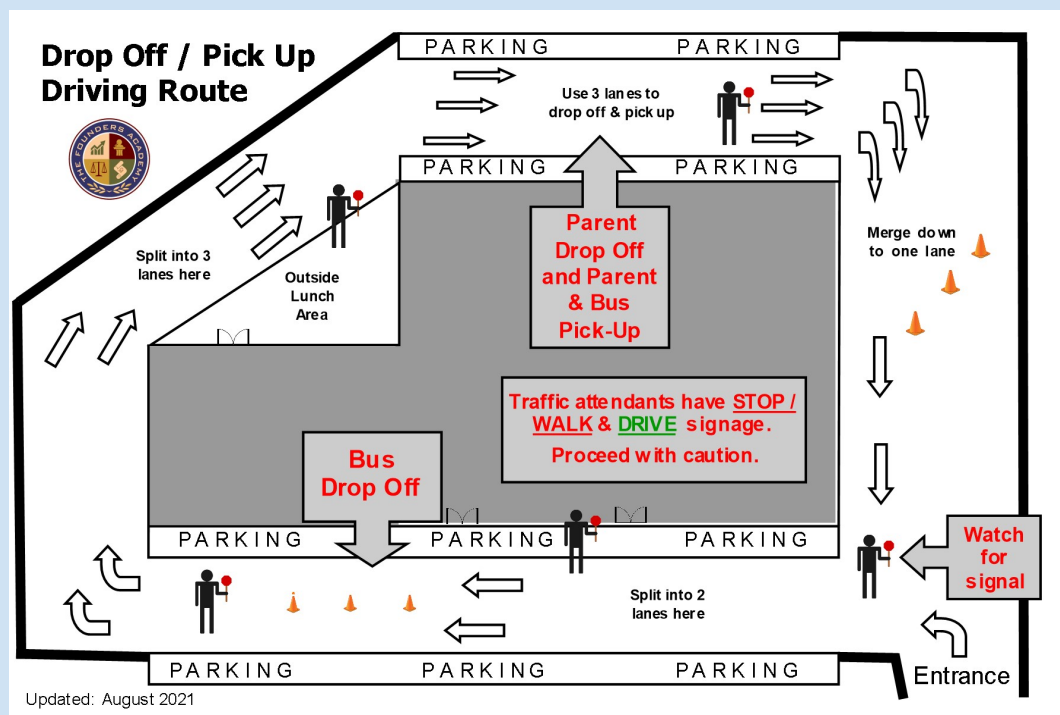 Drop Off / Pick Up
Driving Route
THE FOUNDERS ACADEMY
PARKING PARKING
Use 3 lanes to
drop off & pick up
PARKING PARKING
Split into 3
lanes here
Outside
Lunch
Area
Parent
Drop Off
and Parent
& Bus
Pick-Up
Merge down
to one lane
Traffic attendants have STOP /
WALK & DRIVE signage.
Proceed with caution.
Bus
Drop Off
PARKING PARKING PARKING
Watch
for
signal
Split into 2
lanes here
PARKING PARKING PARKING
Entrance
Updated: August 2021